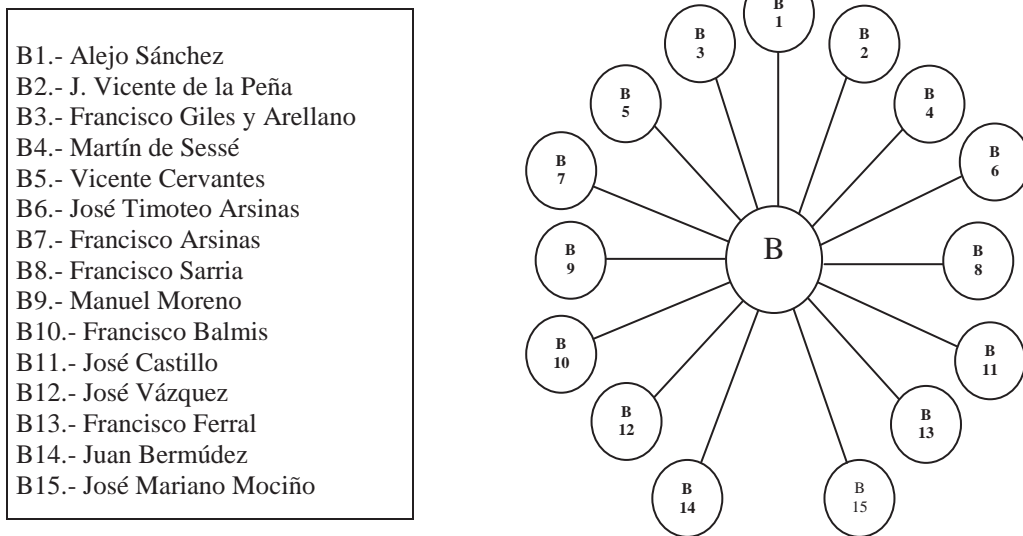 B1.- Alejo Sánchez
B2.- J. Vicente de la Peña
B3.- Francisco Giles y Arellano
B4.- Martín de Sessé
B5.- Vicente Cervantes
B6.- José Timoteo Arsinas
B7.- Francisco Arsinas
B8.- Francisco Sarria
B9.- Manuel Moreno
B10.- Francisco Balmis
B11.- José Castillo
B12.- José Vázquez
B13.- Francisco Ferral
B14.- Juan Bermúdez
B15.- José Mariano Mociño
B
1
B
3
B
2
B
5
B
4
B
7
B
6
B
B
9
B
8
B
10
B
11
B
12
B
13
B
14
B
15